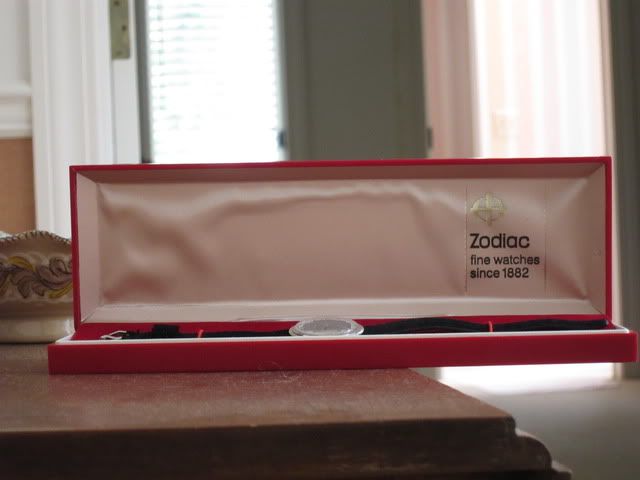 Zodiac
fine watches
since 1882